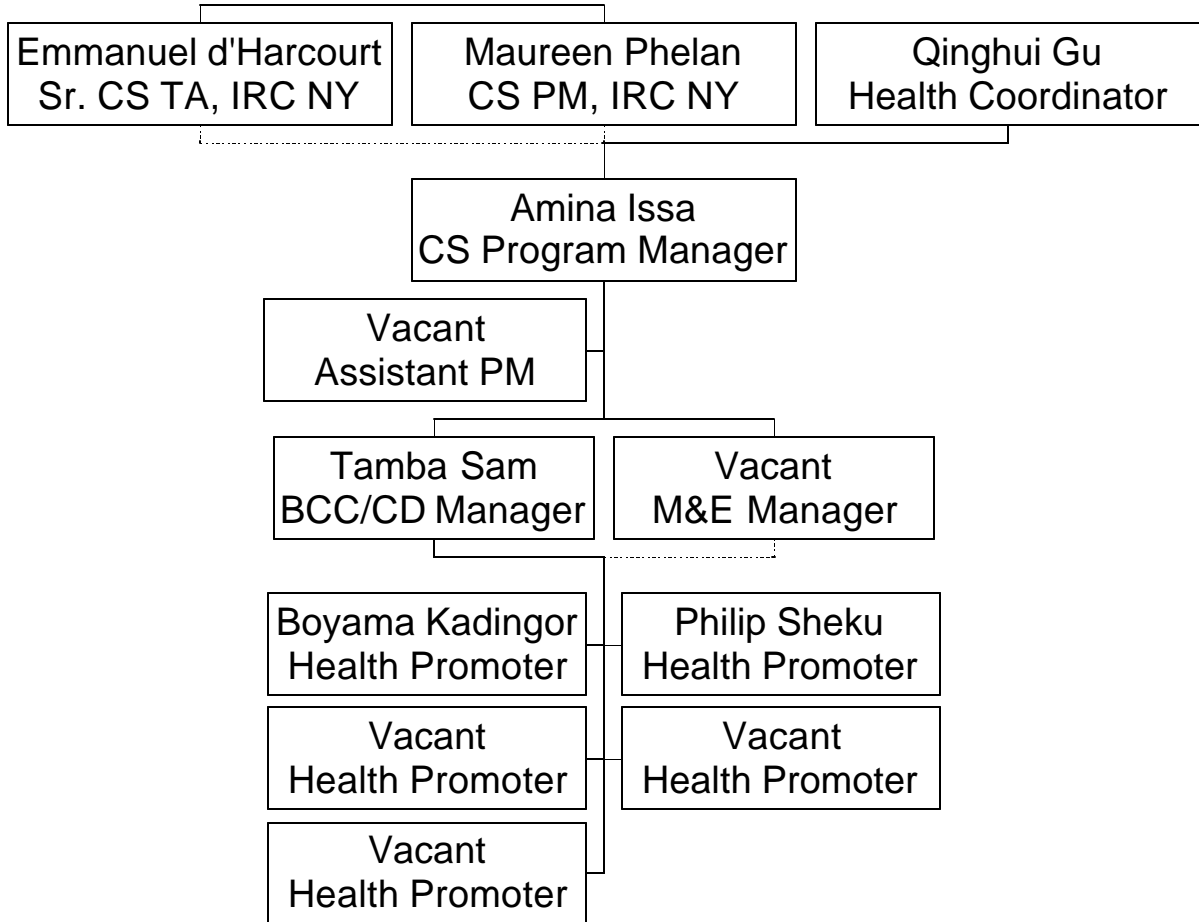 Emmanuel d'Harcourt
Sr. CS TA, IRC NY
Maureen Phelan
CS PM, IRC NY
Qinghui Gu
Health Coordinator
Amina Issa
CS Program Manager
Vacant
Assistant PM
Tamba Sam
BCC/CD Manager
Vacant
M&E Manager
Boyama Kadingor
Health Promoter
Philip Sheku
Health Promoter
Vacant
Health Promoter
Vacant
Health Promoter
Vacant
Health Promoter